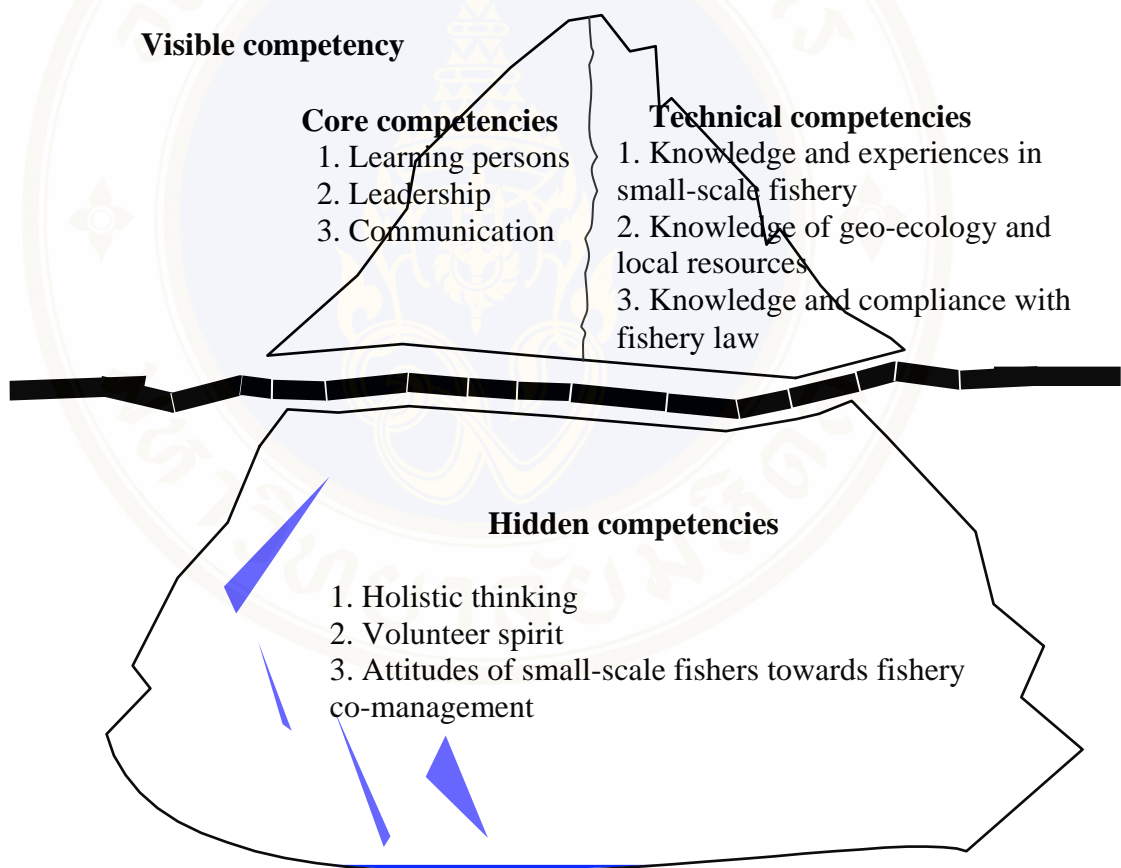 Visible competency
Core competencies
1. Learning persons
2. Leadership
3. Communication
Technical competencies
1. Knowledge and experiences in
small-scale fishery
2. Knowledge of geo-ecology and
local resources
3. Knowledge and compliance with
fishery law
Hidden competencies
1. Holistic thinking
2. Volunteer spirit
3. Attitudes of small-scale fishers towards fishery
co-management